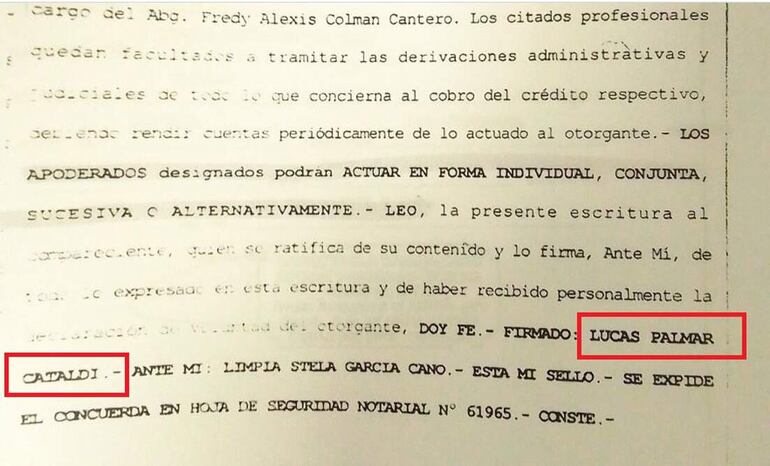 cargo del Abg. Fredy Alexis Colman Cantero. Los citados profesionales
quedan facultados a tramitar las derivaciones administrativas y
judiciales de todo lo que concierna al cobro del crédito respectivo,
debiendo rendir cuentas periódicamente de lo actuado al otorgante.- LOS
APODERADOS designados podrán ACTUAR EN FORMA INDIVIDUAL, CONJUNTA,
SUCESIVA O ALTERNATIVAMENTE.- LEO, la presente escritura al
compareciente, quien se ratifica de su contenido y lo firma, Ante Mí, de
todo lo expresado en esta escritura y de haber recibido personalmente la
declaración de voluntad del otorgante, DOY FE.- FIRMADO: LUCAS PALMAR
CATALDI.- ANTE MI: LIMPIA STELA GARCIA CANO.- ESTA MI SELLO.- SE EXPIDE
EL CONCUERDA EN HOJA DE SEGURIDAD NOTARIAL Nº 61965.- CONSTE.-